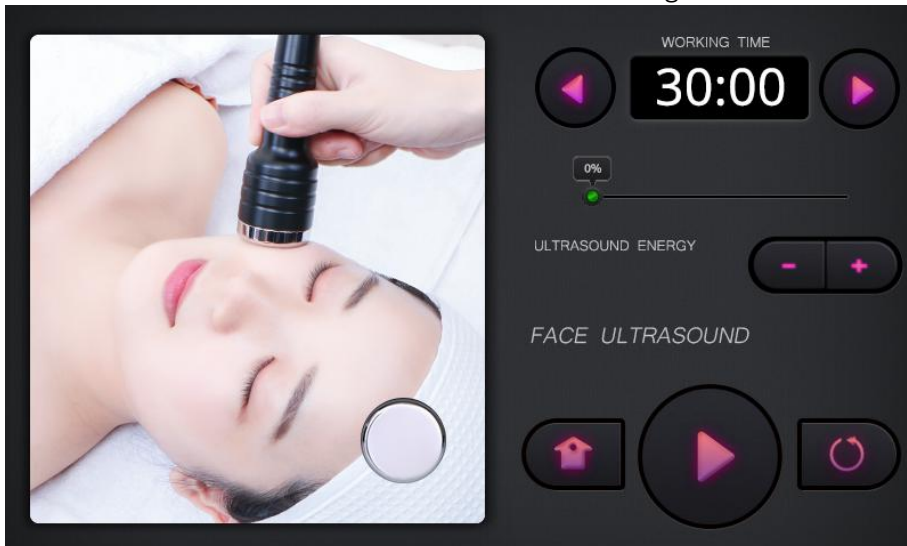 WORKING TIME
30:00
0%
ULTRASOUND ENERGY
- +
FACE ULTRASOUND